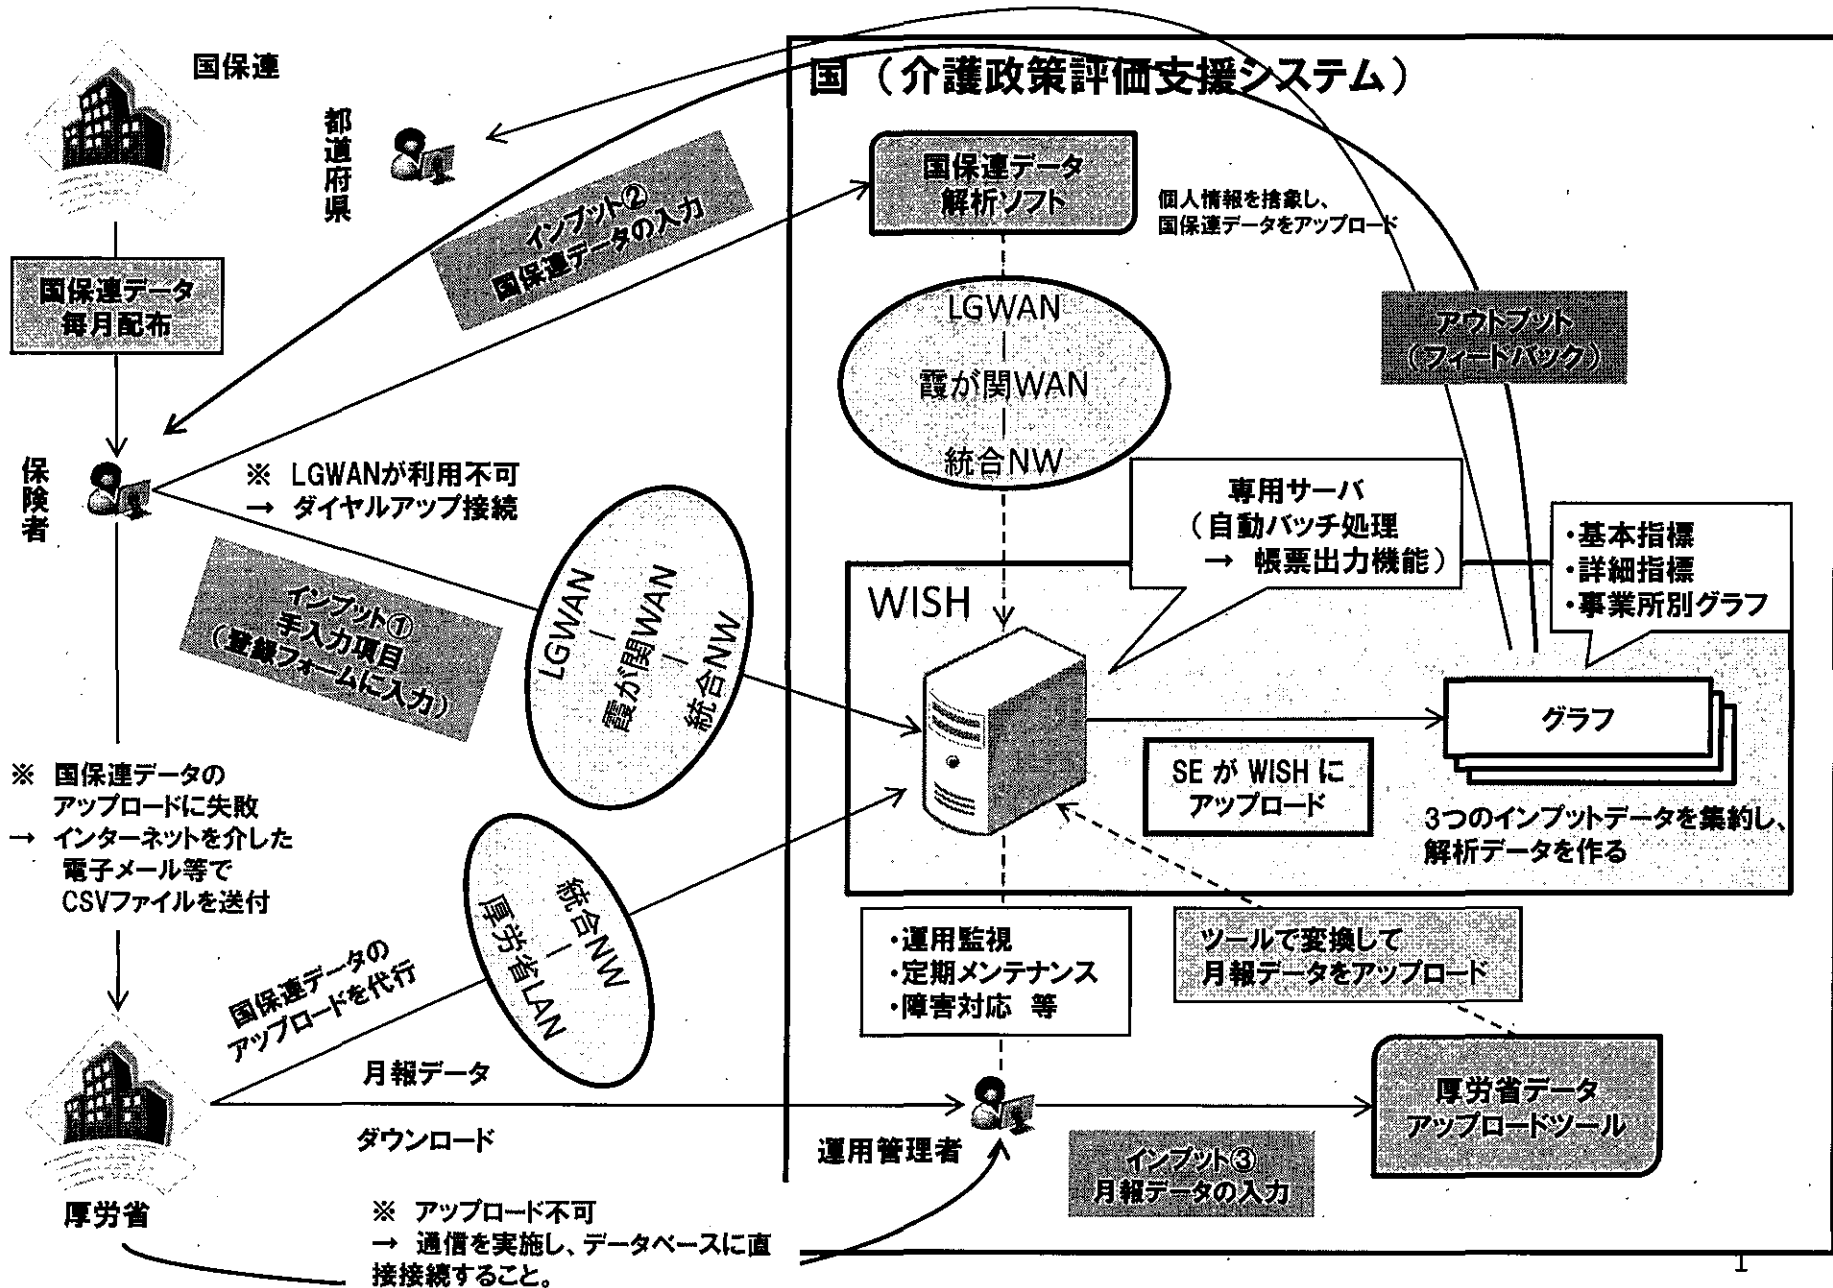 国保連
国（介護政策評価支援システム）
都道府県
国保連データ
解析ソフト
個人情報を捨象し、
国保連データをアップロード
インプット②
国保連データの入力
国保連データ
毎月配布
LGWAN
霞が関WAN
統合NW
アウトプット
（フィードバック）
保険者
※ LGWANが利用不可
→ ダイヤルアップ接続
専用サーバ
（自動バッチ処理
→ 帳票出力機能）
・基本指標
・詳細指標
・事業所別グラフ
インプット①
手入力項目
（登録フォームに入力）
LGWAN
霞が関WAN
統合NW
WISH
グラフ
SE が WISH に
アップロード
3つのインプットデータを集約し、
解析データを作る
※ 国保連データの
アップロードに失敗
→ インターネットを介した
電子メール等で
CSVファイルを送付
国保連データの
アップロードを代行
統合NW
厚労省LAN
・運用監視
・定期メンテナンス
・障害対応 等
ツールで変換して
月報データをアップロード
月報データ
ダウンロード
運用管理者
厚労省データ
アップロードツール
インプット③
月報データの入力
厚労省
※ アップロード不可
→ 通信を実施し、データベースに直
接接続すること。
1